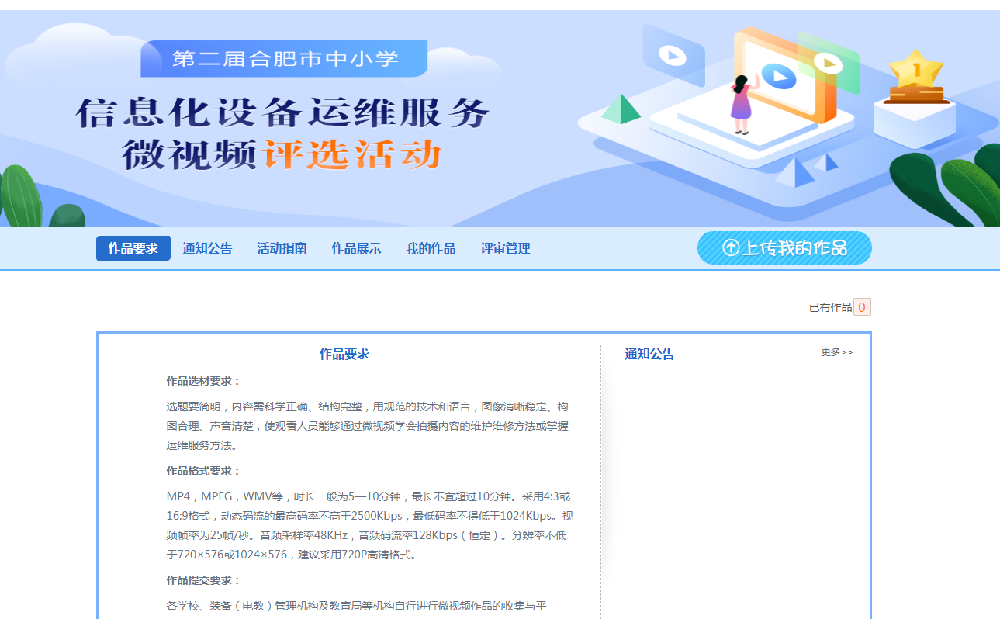 第二届合肥市中小学
信息化设备运维服务
微视频评选活动
1
作品要求 通知公告 活动指南 作品展示 我的作品 评审管理 上传我的作品
已有作品 0
作品要求
作品选材要求：
选题要简明，内容需科学正确、结构完整，用规范的技术和语言，图像清晰稳定、构
图合理、声音清楚，使观看人员能够通过微视频学会拍摄内容的维护维修方法或掌握
运维服务方法。
作品格式要求：
MP4，MPEG，WMV等，时长一般为5—10分钟，最长不宜超过10分钟。采用4:3或
16:9格式，动态码流的最高码率不高于2500Kbps，最低码率不得低于1024Kbps。视
频帧率为25帧/秒。音频采样率48KHz，音频码流率128Kbps（恒定）。分辨率不低
于720×576或1024×576，建议采用720P高清格式。
作品提交要求：
各学校、装备（电教）管理机构及教育局等机构自行进行微视频作品的收集与平
通知公告 更多>>